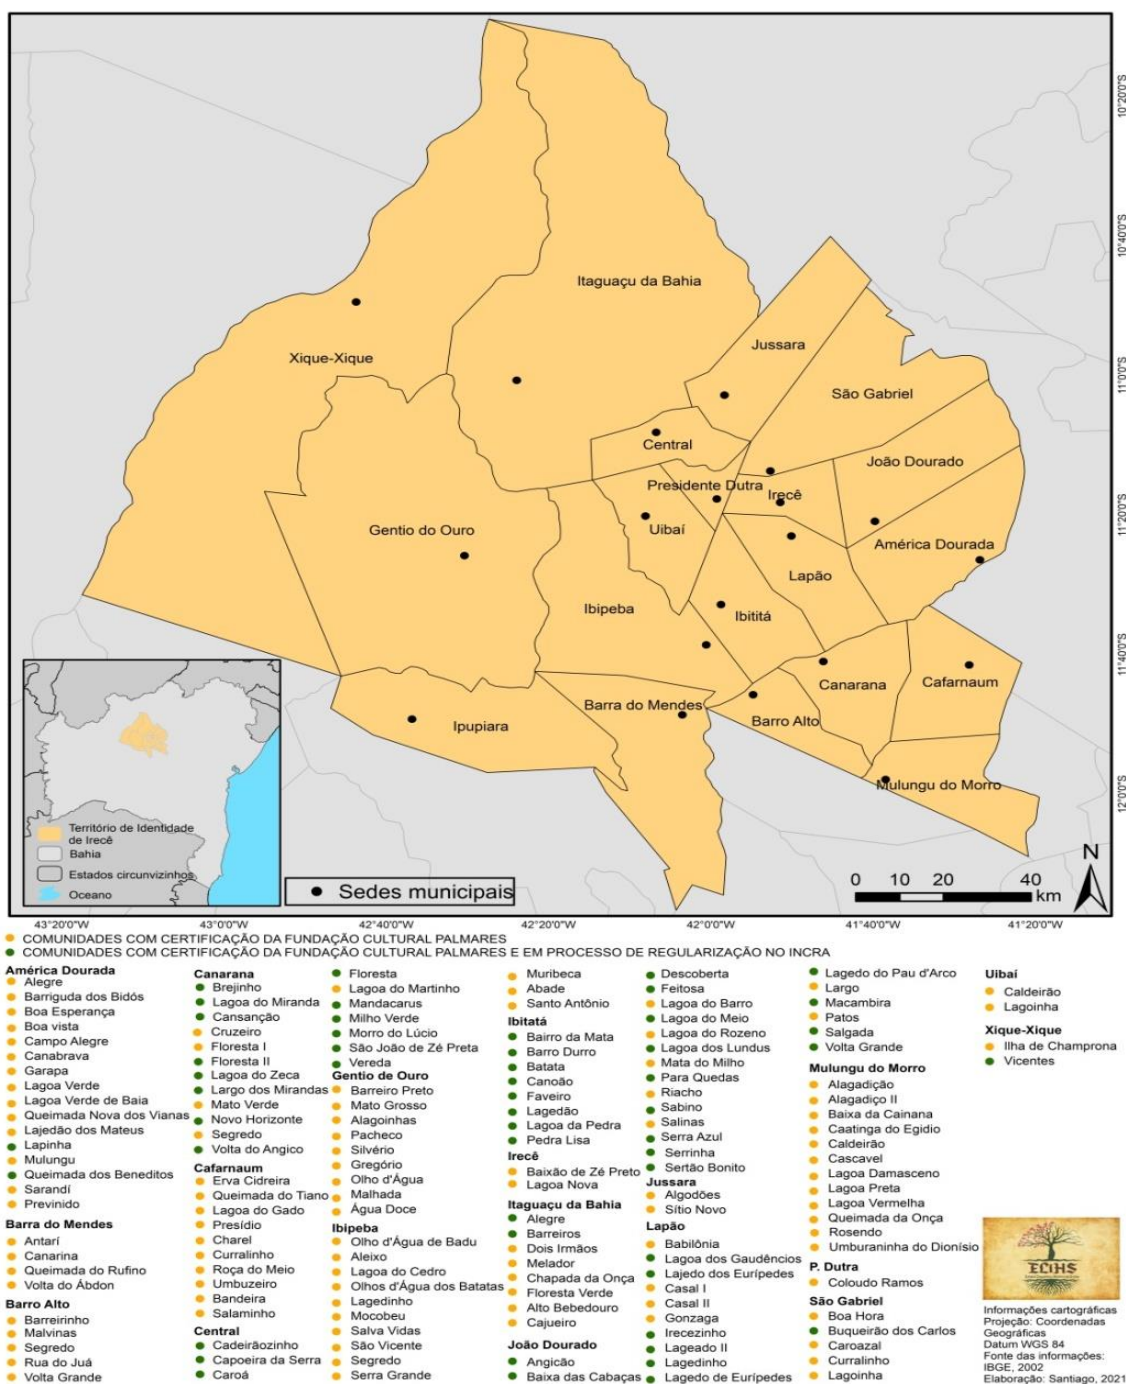 10°20'0"S
10°40'0"S
11°0'0"S
11°20'0"S
11°40'0"S
12°0'0"S
Itaguaçu da Bahia
Xique-Xique
Jussara
São Gabriel
Central
João Dourado
Presidente Dutra
Irecê
Uibaí
Gentio do Ouro
América Dourada
Lapão
Ibipeba
Ibititá
Canarana
Cafarnaum
Barra do Mendes
Barro Alto
Ipupiara
Mulungu do Morro
Território de Identidade
de Irecê
Bahia
Estados circunvizinhos
Oceano
Sedes municipais
N
0 10 20 40
km
43°20'0"W 43°0'0"W 42°40'0"W 42°20'0"W 42°0'0"W 41°40'0"W 41°20'0"W
COMUNIDADES COM CERTIFICAÇÃO DA FUNDAÇÃO CULTURAL PALMARES
COMUNIDADES COM CERTIFICAÇÃO DA FUNDAÇÃO CULTURAL PALMARES E EM PROCESSO DE REGULARIZAÇÃO NO INCRA
América Dourada
Alegre
Barriguda dos Bidós
Boa Esperança
Boa vista
Campo Alegre
Canabrava
Garapa
Lagoa Verde
Lagoa Verde de Baia
Queimada Nova dos Vianas
Lajedão dos Mateus
Lapinha
Mulungu
Queimada dos Beneditos
Sarandí
Previnido
Barra do Mendes
Antarí
Canarina
Queimada do Rufino
Volta do Ábdon
Barro Alto
Barreirinho
Malvinas
Segredo
Rua do Juá
Volta Grande
Canarana
Brejinho
Lagoa do Miranda
Cansanção
Cruzeiro
Floresta I
Floresta II
Lagoa do Zeca
Largo dos Mirandas
Mato Verde
Novo Horizonte
Segredo
Volta do Angico
Cafarnaum
Erva Cidreira
Queimada do Tiano
Lagoa do Gado
Presídio
Charel
Curralinho
Roça do Meio
Umbuzeiro
Bandeira
Salaminho
Central
Cadeirãozinho
Capoeira da Serra
Caroá
Floresta
Lagoa do Martinho
Mandacarus
Milho Verde
Morro do Lúcio
São João de Zé Preta
Vereda
Gentio de Ouro
Barreiro Preto
Mato Grosso
Alagoinhas
Pacheco
Silvério
Gregório
Olho d'Água
Malhada
Água Doce
Ibipeba
Olho d'Água de Badu
Aleixo
Lagoa do Cedro
Olhos d'Água dos Batatas
Lagedinho
Mocobeu
Salva Vidas
São Vicente
Segredo
Serra Grande
Muribeca
Abade
Santo Antônio
Ibitatá
Bairro da Mata
Barro Durro
Batata
Canoão
Faveiro
Lagedão
Lagoa da Pedra
Pedra Lisa
Irecê
Baixão de Zé Preto
Lagoa Nova
Itaguaçu da Bahia
Alegre
Barreiros
Dois Irmãos
Melador
Chapada da Onça
Floresta Verde
Alto Bebedouro
Cajueiro
João Dourado
Angicão
Baixa das Cabaças
Descoberta
Feitosa
Lagoa do Barro
Lagoa do Meio
Lagoa do Rozeno
Lagoa dos Lundus
Mata do Milho
Para Quedas
Riacho
Sabino
Salinas
Serra Azul
Serrinha
Sertão Bonito
Jussara
Algodões
Sítio Novo
Lapão
Babilônia
Lagoa dos Gaudêncios
Lajedo dos Eurípedes
Casal I
Casal II
Gonzaga
Irecezinho
Lageado II
Lagedinho
Lagedo de Eurípedes
Lagedo do Pau d'Arco
Largo
Macambira
Patos
Salgada
Volta Grande
Mulungu do Morro
Alagadição
Alagadiço II
Baixa da Cainana
Caatinga do Egidio
Caldeirão
Cascavel
Lagoa Damasceno
Lagoa Preta
Lagoa Vermelha
Queimada da Onça
Rosendo
Umburaninha do Dionísio
P. Dutra
Coloudo Ramos
São Gabriel
Boa Hora
Buqueirão dos Carlos
Caroazal
Curralinho
Lagoinha
Uibaí
Caldeirão
Lagoinha
Xique-Xique
Ilha de Champrona
Vicentes
ELIHS
Informações cartográficas
Projeção: Coordenadas
Geográficas
Datum WGS 84
Fonte das informações:
IBGE, 2002
Elaboração: Santiago, 2021